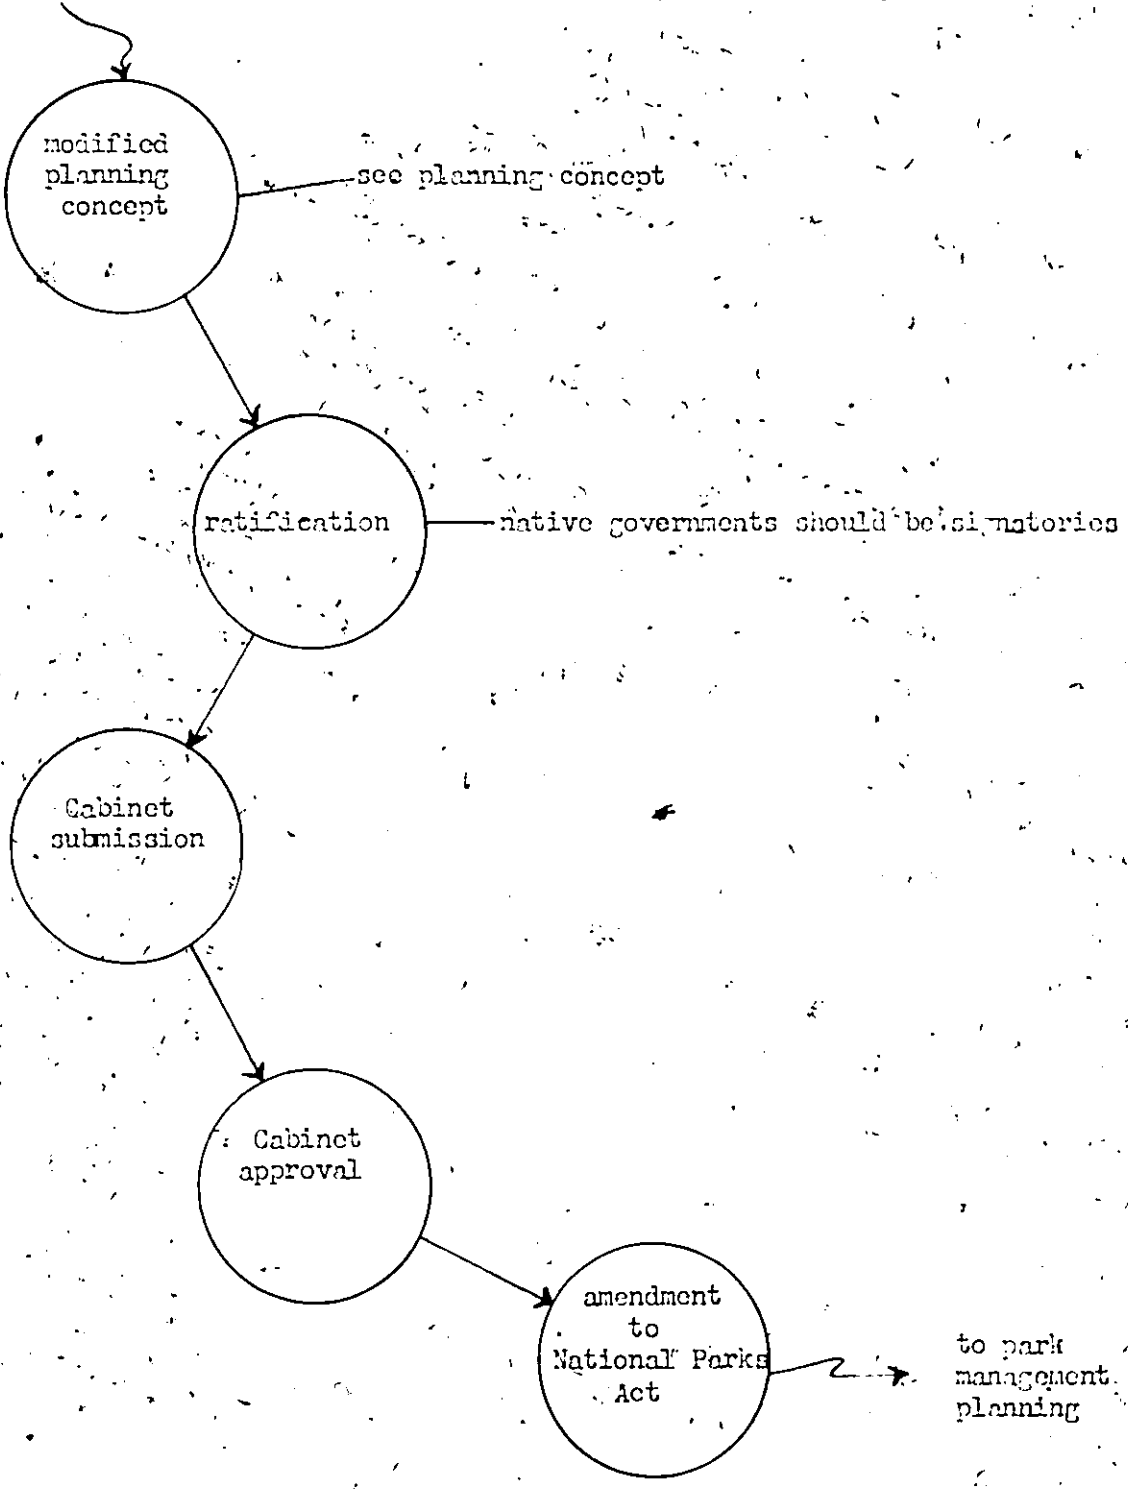 modified
planning
concept
see planning concept
ratification
native governments should be signatories
Cabinet
submission
Cabinet
approval
amendment
to
National Parks
Act
to park
management
planning